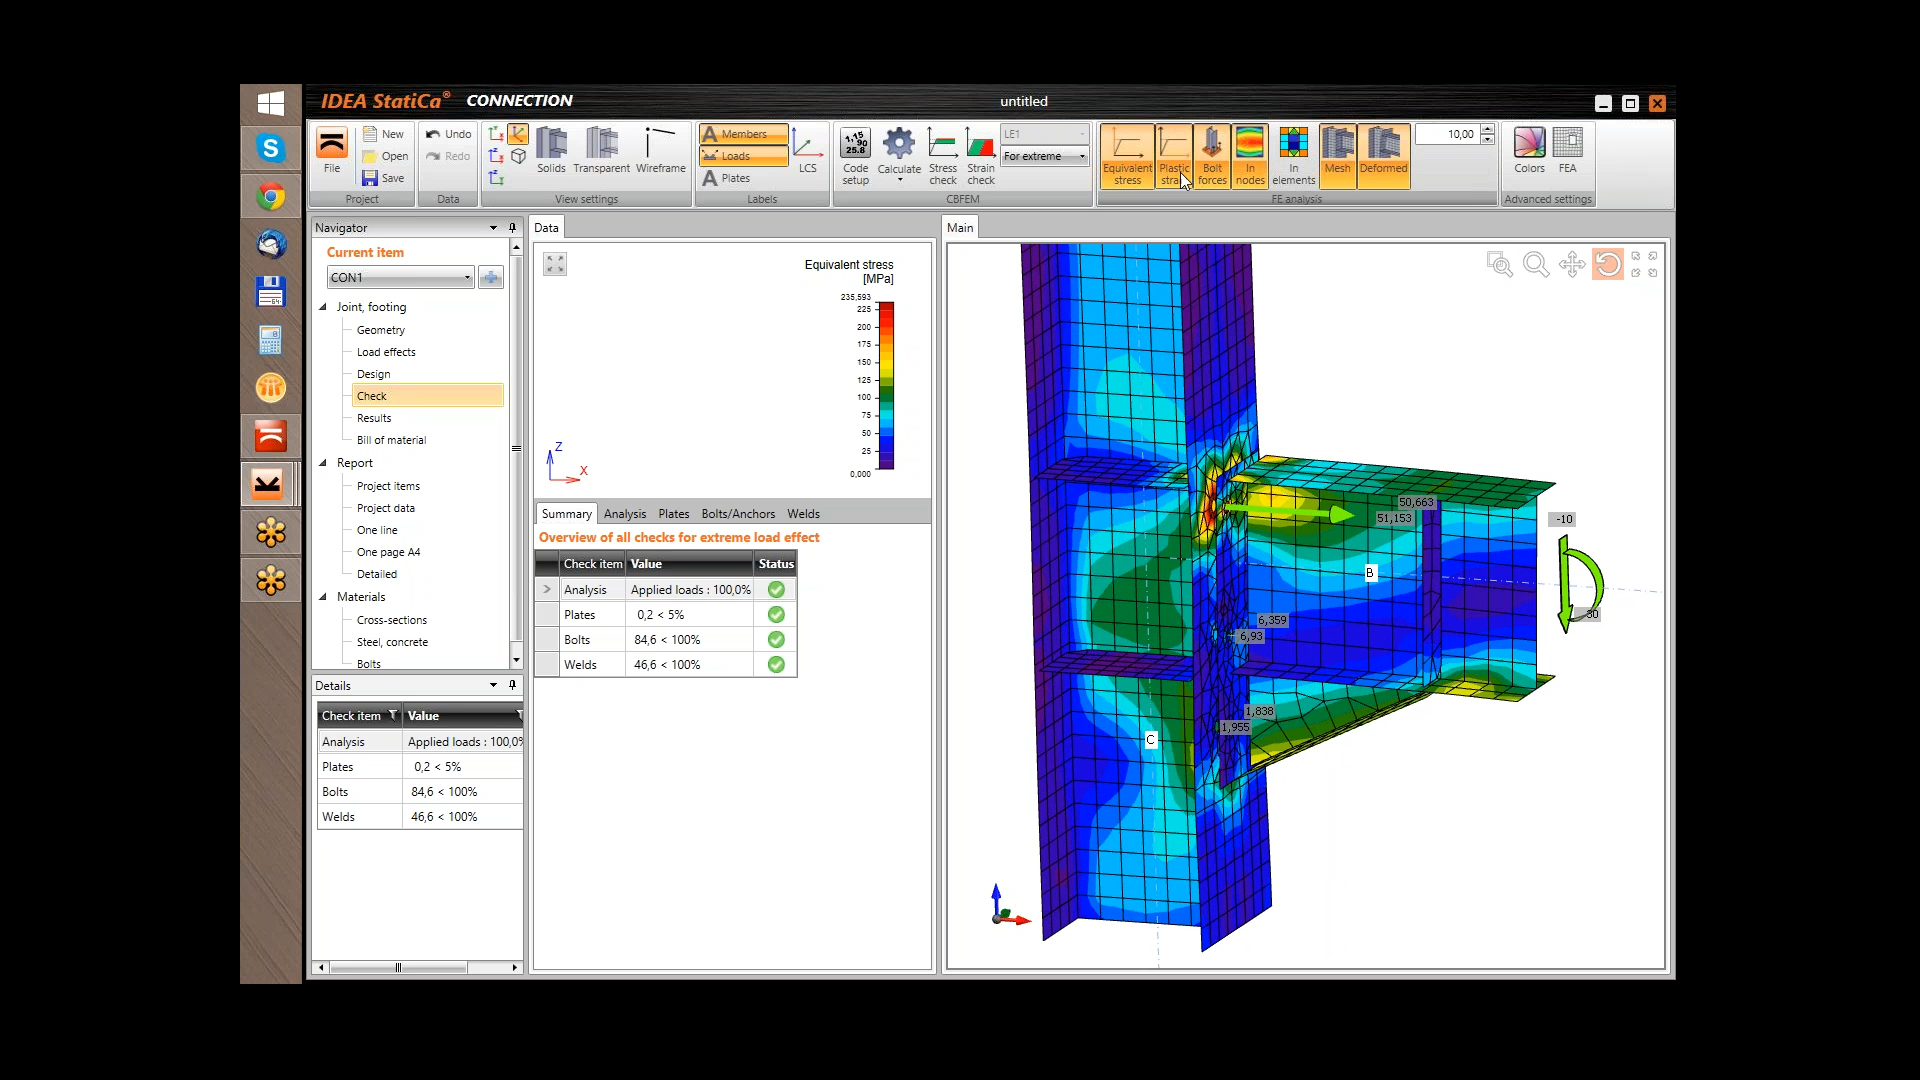 IDEA StatiCa® CONNECTION
untitled
File
New
Open
Save
Project
Undo
Redo
Data
Solids
Transparent
Wireframe
View settings
Members
Loads
Plates
LCS
Labels
1,15
90
25.8
Code setup
Calculate
Stress check
Strain check
LE1
For extreme
CBFEM
Equivalent stress
Plastic
Bolt forces
In nodes
In elements
Mesh
Deformed
10,00
FE analysis
Colors
FEA
Advanced settings
Navigator
Current item
CON1
Joint, footing
Geometry
Load effects
Design
Check
Results
Bill of material
Report
Project items
Project data
One line
One page A4
Detailed
Materials
Cross-sections
Steel, concrete
Bolts
Details
Check item Value
Analysis Applied loads : 100,0%
Plates 0,2 < 5%
Bolts 84,6 < 100%
Welds 46,6 < 100%
Data
Equivalent stress
[MPa]
235,593
225
200
175
150
125
100
75
50
25
0,000
Z
X
Summary Analysis Plates Bolts/Anchors Welds
Overview of all checks for extreme load effect
Check item Value Status
> Analysis Applied loads : 100,0%
Plates 0,2 < 5%
Bolts 84,6 < 100%
Welds 46,6 < 100%
Main
50,663
51,153
-10
B
6,359
6,93
30
1,838
1,955
C